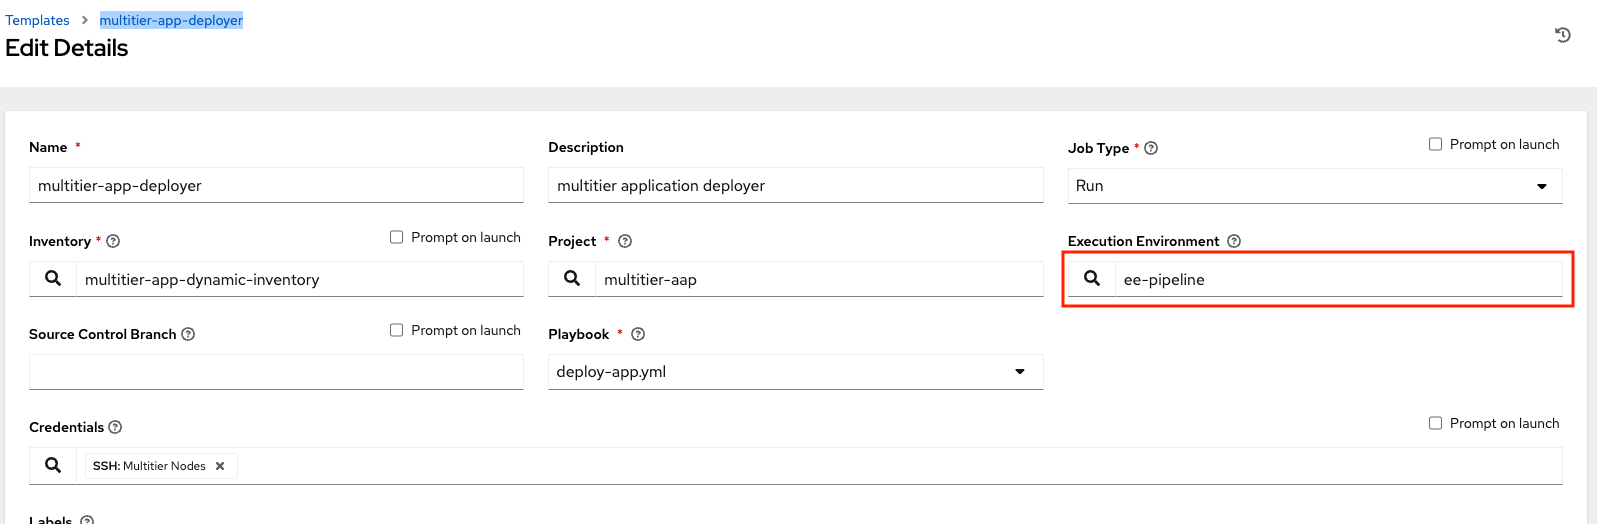 Templates > multitier-app-deployer
Edit Details
Name *
Description
Job Type *
Prompt on launch
multitier-app-deployer
multitier application deployer
Run
Inventory *
Prompt on launch
Project *
Execution Environment
multitier-app-dynamic-inventory
multitier-aap
ee-pipeline
Source Control Branch
Prompt on launch
Playbook *
deploy-app.yml
Credentials
Prompt on launch
SSH: Multitier Nodes
Labels